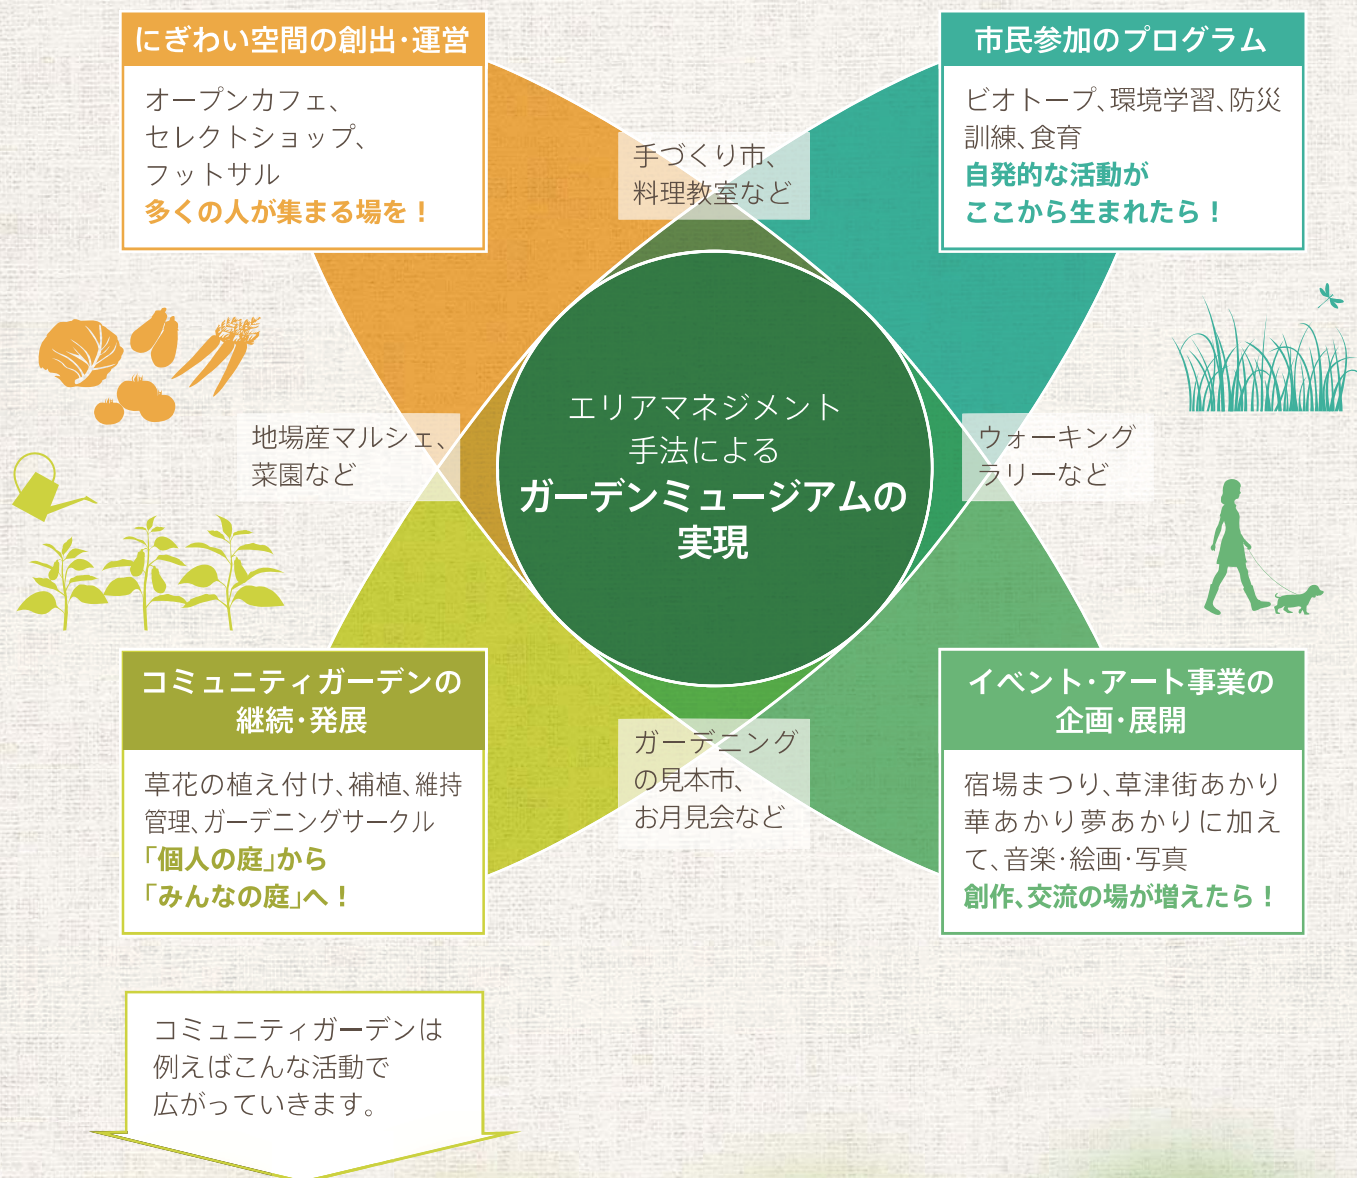 にぎわい空間の創出・運営
オープンカフェ、
セレクトショップ、
フットサル
多くの人が集まる場を！
市民参加のプログラム
ビオトープ、環境学習、防災
訓練、食育
自発的な活動が
ここから生まれたら！
手づくり市、
料理教室など
地場産マルシェ、
菜園など
エリアマネジメント
手法による
ガーデンミュージアムの
実現
ウォーキング
ラリーなど
コミュニティガーデンの
継続・発展
草花の植え付け、補植、維持
管理、ガーデニングサークル
「個人の庭」から
「みんなの庭」へ！
ガーデニング
の見本市、
お月見会など
イベント・アート事業の
企画・展開
宿場まつり、草津街あかり
華あかり夢あかりに加え
て、音楽・絵画・写真
創作、交流の場が増えたら！
コミュニティガーデンは
例えばこんな活動で
広がっていきます。